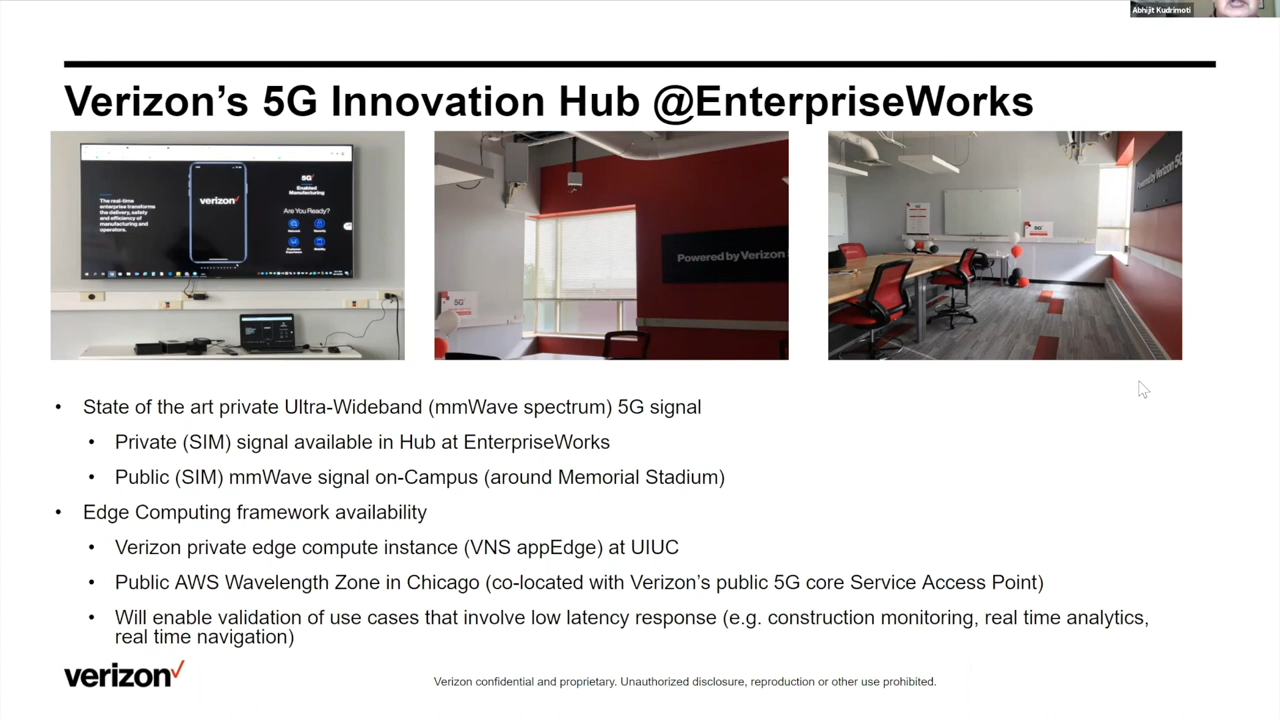 Abhijit Kudrimoti
Verizon’s 5G Innovation Hub @EnterpriseWorks
The real-time
enterprise transforms
the delivery, safety
and efficiency of
manufacturing and
operators.
verizon
5G
Enabled
Manufacturing
Are You Ready?
5G
Powered by Verizon
5G
Powered by Verizon 5G
• State of the art private Ultra-Wideband (mmWave spectrum) 5G signal
• Private (SIM) signal available in Hub at EnterpriseWorks
• Public (SIM) mmWave signal on-Campus (around Memorial Stadium)
• Edge Computing framework availability
• Verizon private edge compute instance (VNS appEdge) at UIUC
• Public AWS Wavelength Zone in Chicago (co-located with Verizon’s public 5G core Service Access Point)
• Will enable validation of use cases that involve low latency response (e.g. construction monitoring, real time analytics,
real time navigation)
verizon
Verizon confidential and proprietary. Unauthorized disclosure, reproduction or other use prohibited.